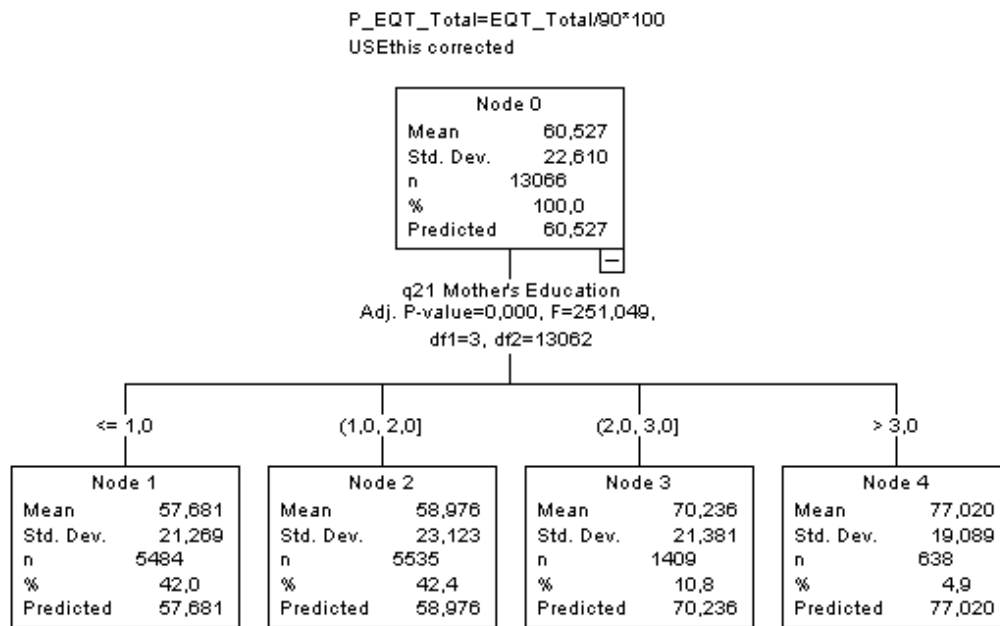 P_EQT_Total=EQT_Total/90*100
USEthis corrected
Node 0
Mean 60,527
Std. Dev. 22,610
n 13066
% 100,0
Predicted 60,527
q21 Mother's Education
Adj. P-value=0,000, F=251,049,
df1=3, df2=13062
<= 1,0
(1,0, 2,0]
(2,0, 3,0]
> 3,0
Node 1
Mean 57,681
Std. Dev. 21,269
n 5484
% 42,0
Predicted 57,681
Node 2
Mean 58,976
Std. Dev. 23,123
n 5535
% 42,4
Predicted 58,976
Node 3
Mean 70,236
Std. Dev. 21,381
n 1409
% 10,8
Predicted 70,236
Node 4
Mean 77,020
Std. Dev. 19,089
n 638
% 4,9
Predicted 77,020